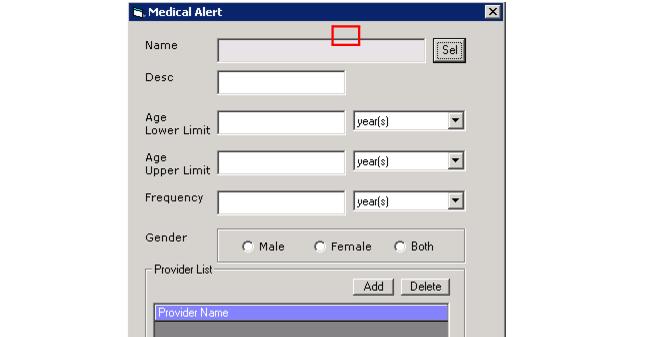 Medical Alert
Name Sel
Desc
Age
Lower Limit year(s)
Age
Upper Limit year(s)
Frequency year(s)
Gender Male Female Both
Provider List
Add Delete
Provider Name